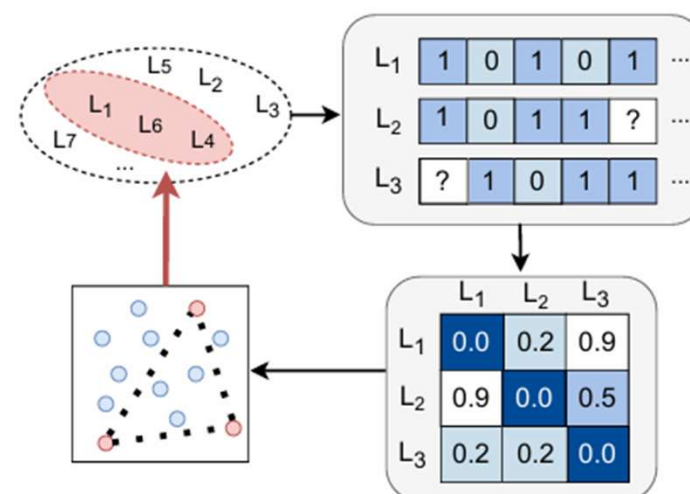 L5 L2
L1 L6 L4 L3
L7
...
L1 1 0 1 0 1 ...
L2 1 0 1 1 ? ...
L3 ? 1 0 1 1 ...
L1 L2 L3
L1 0.0 0.2 0.9
L2 0.9 0.0 0.5
L3 0.2 0.2 0.0